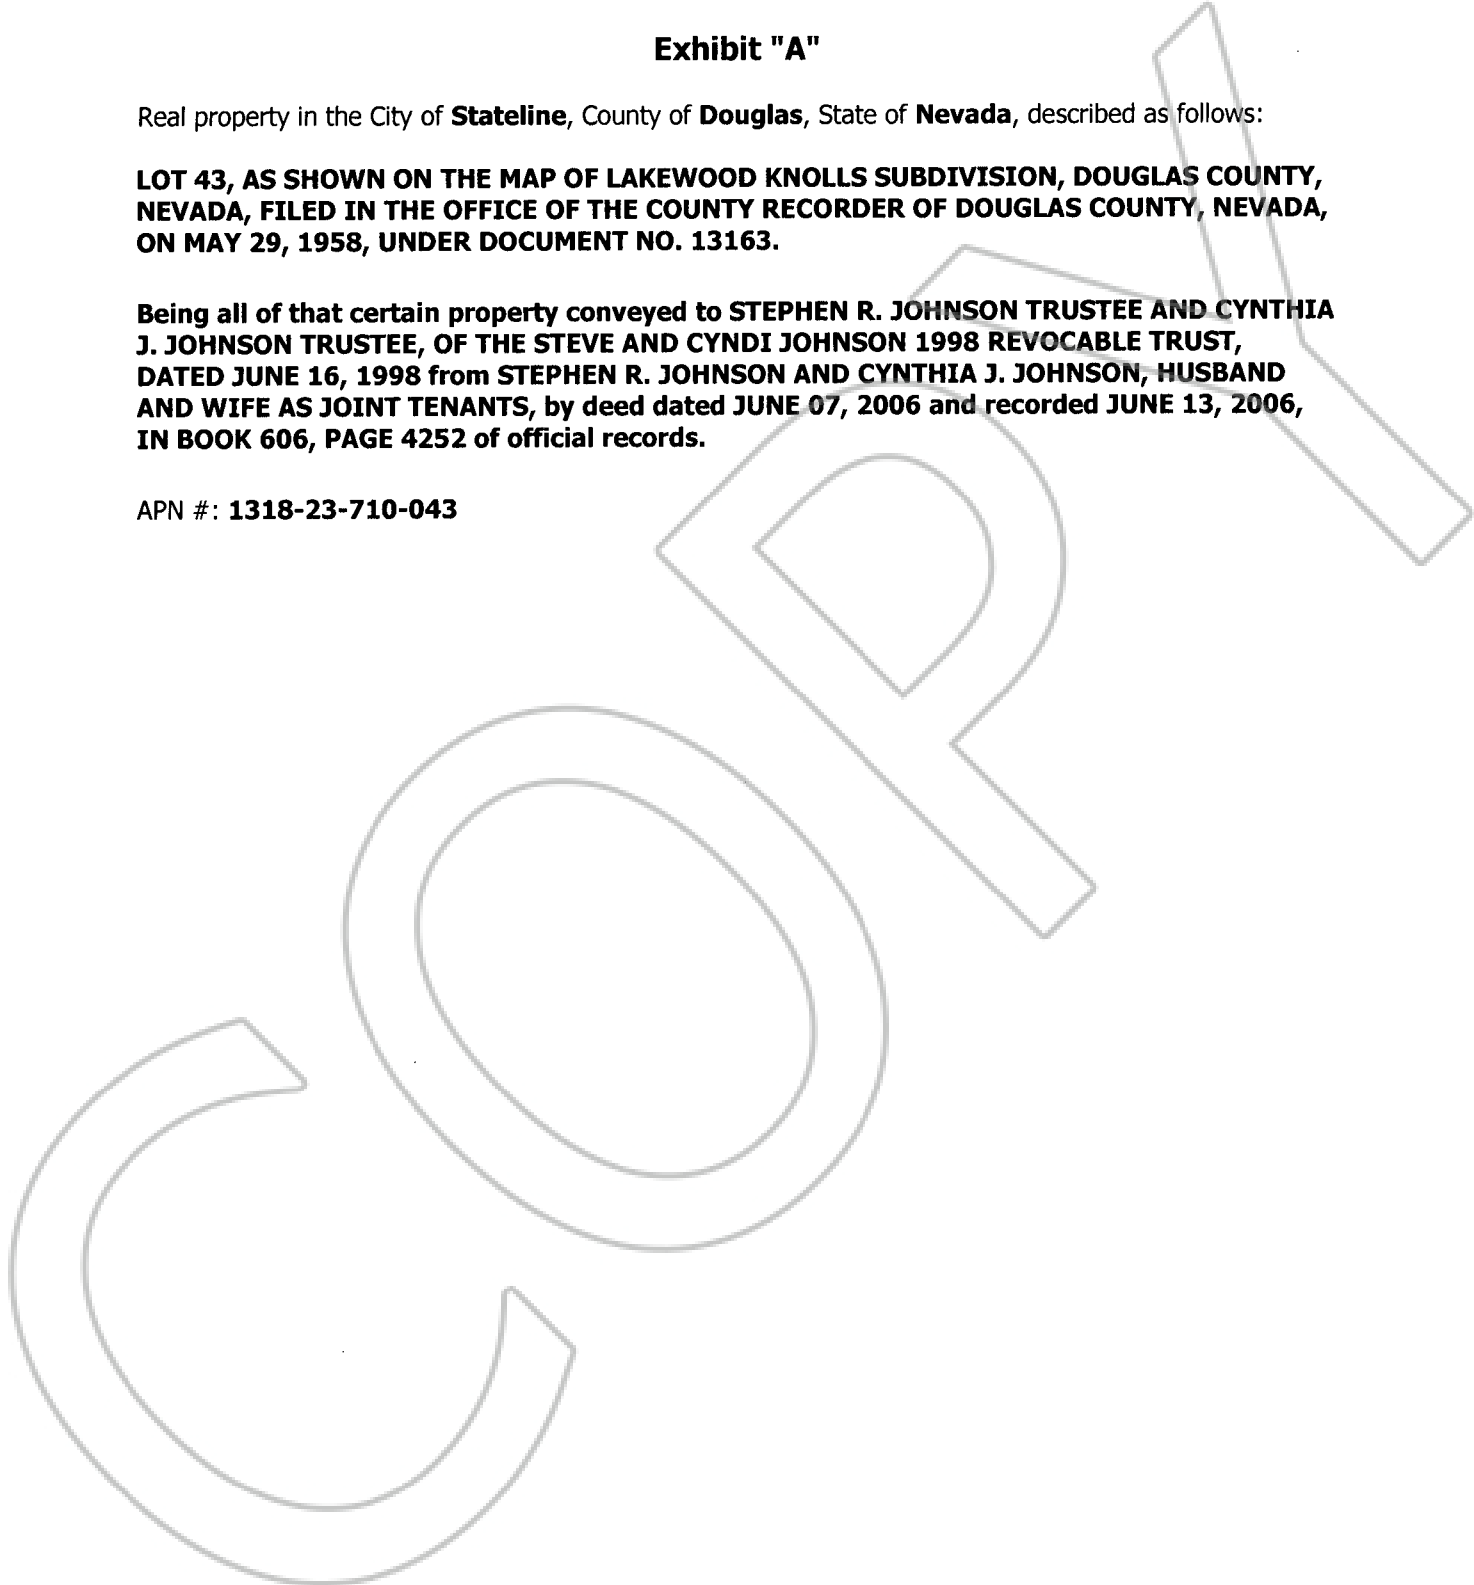 Exhibit "A"
Real property in the City of Stateline, County of Douglas, State of Nevada, described as follows:
LOT 43, AS SHOWN ON THE MAP OF LAKEWOOD KNOLLS SUBDIVISION, DOUGLAS COUNTY,
NEVADA, FILED IN THE OFFICE OF THE COUNTY RECORDER OF DOUGLAS COUNTY, NEVADA,
ON MAY 29, 1958, UNDER DOCUMENT NO. 13163.
Being all of that certain property conveyed to STEPHEN R. JOHNSON TRUSTEE AND CYNTHIA
J. JOHNSON TRUSTEE, OF THE STEVE AND CYNDI JOHNSON 1998 REVOCABLE TRUST,
DATED JUNE 16, 1998 from STEPHEN R. JOHNSON AND CYNTHIA J. JOHNSON, HUSBAND
AND WIFE AS JOINT TENANTS, by deed dated JUNE 07, 2006 and recorded JUNE 13, 2006,
IN BOOK 606, PAGE 4252 of official records.
APN #: 1318-23-710-043
COPY